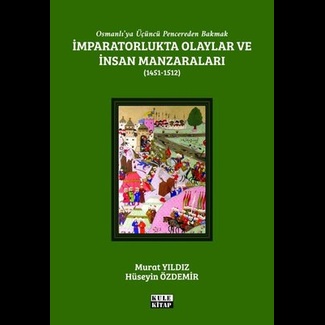 Osmanlı'ya Üçüncü Pencereden Bakmak
İMPARATORLUKTA OLAYLAR VE
İNSAN MANZARALARI
(1451-1512)
Murat YILDIZ
Hüseyin ÖZDEMİR
KULE
KİTAP